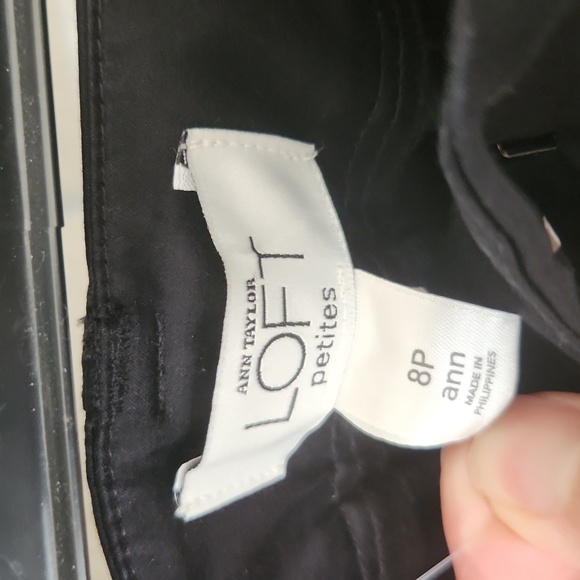 ANN TAYLOR
LOFT
petites
8P
ann
MADE IN
PHILIPPINES